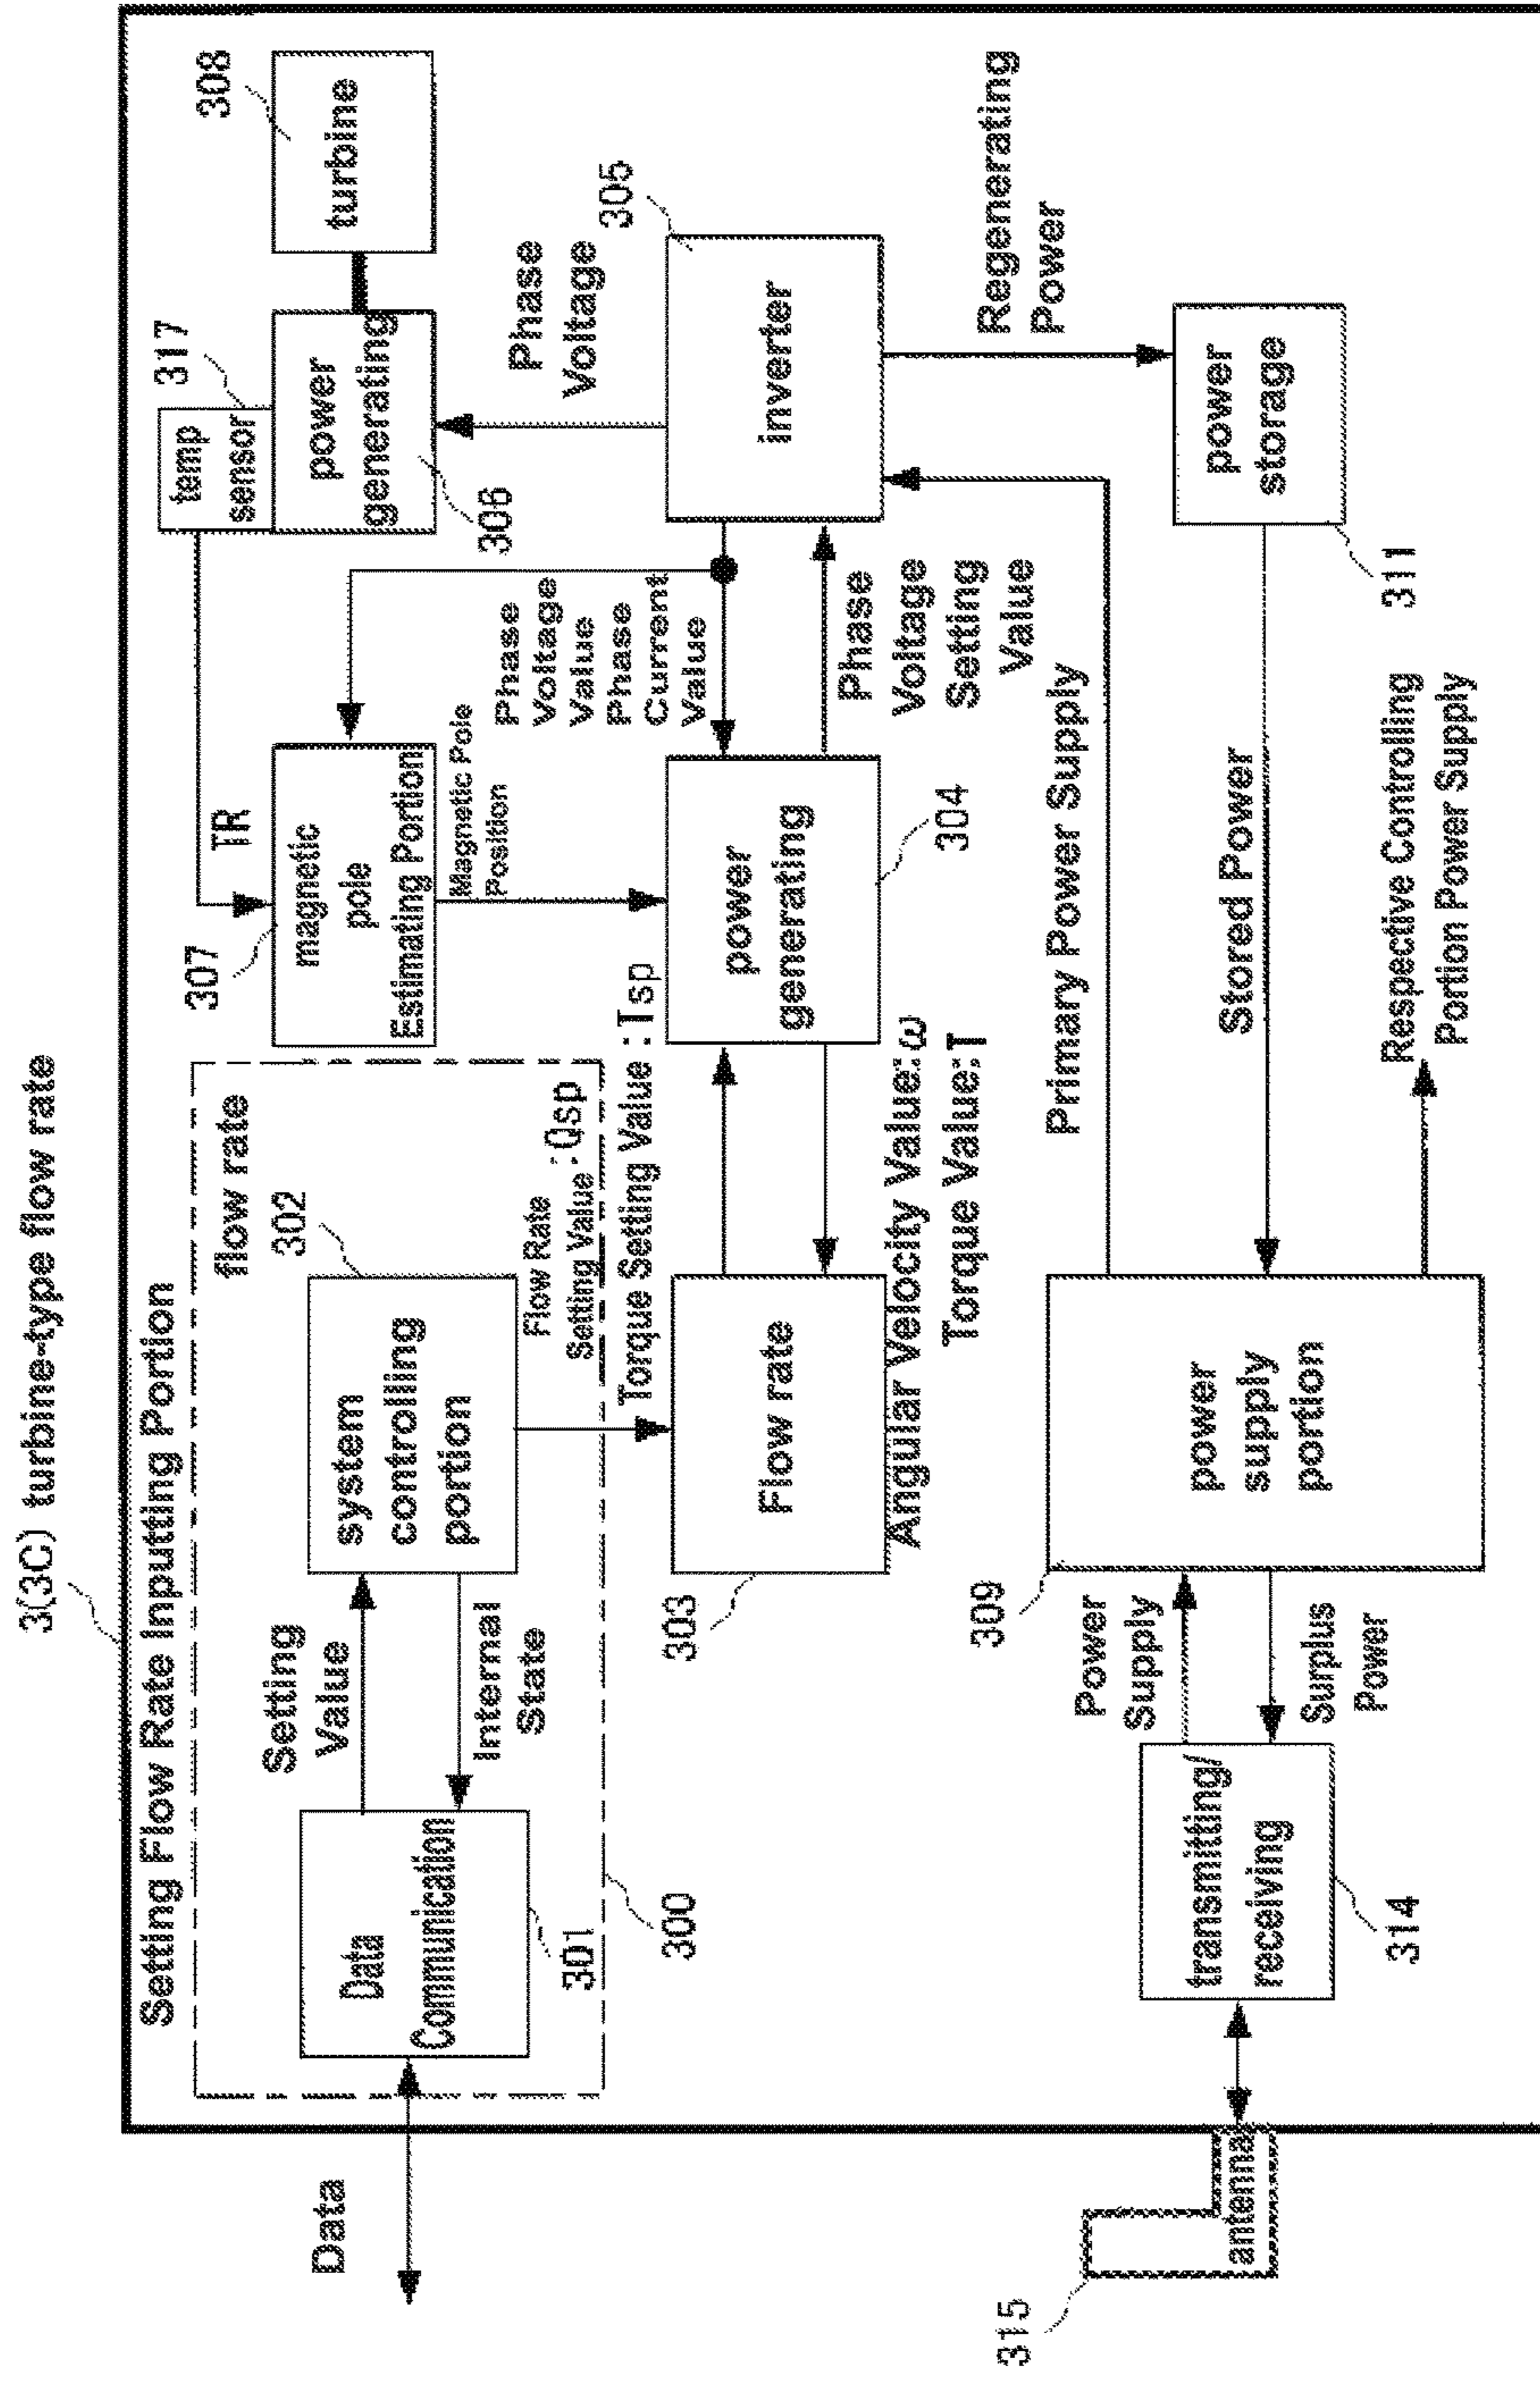 3(3C) turbine-type flow rate
Setting Flow Rate Inputting Portion
flow rate
302
317
308
temp
sensor
TR
307
Data
Setting
Value
system
controlling
portion
magnetic
pole
Estimating Portion
power
generating
turbine
Data
Communication
Internal
State
Magnetic Pole
Position
306
301
Flow Rate
Setting Value :Qsp
Phase
Voltage
Value Phase
Current
Value
Phase
Voltage
305
300
Torque Setting Value :Tsp
303
Flow rate
power
generating
inverter
Phase
Voltage
Setting
Value
Angular Velocity Value:ω
Torque Value;T
304
Regenerating
Power
Primary Power Supply
315
309
antenna
transmitting/
receiving
Power
Supply
Surplus
Power
power
supply
portion
Stored Power
power
storage
314
311
Respective Controlling
Portion Power Supply